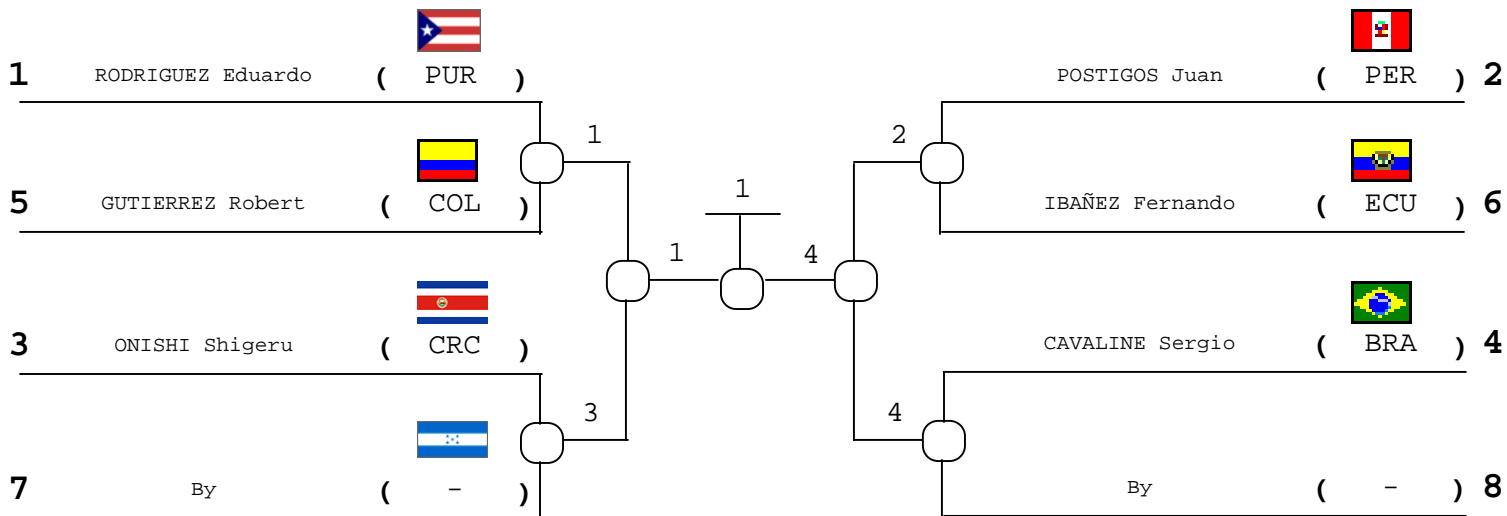 1 RODRIGUEZ Eduardo ( PUR )
5 GUTIERREZ Robert ( COL )
3 ONISHI Shigeru ( CRC )
7 By ( – )
1
3
1
1
4
2
4
POSTIGOS Juan ( PER ) 2
IBAÑEZ Fernando ( ECU ) 6
CAVALINE Sergio ( BRA ) 4
By ( – ) 8